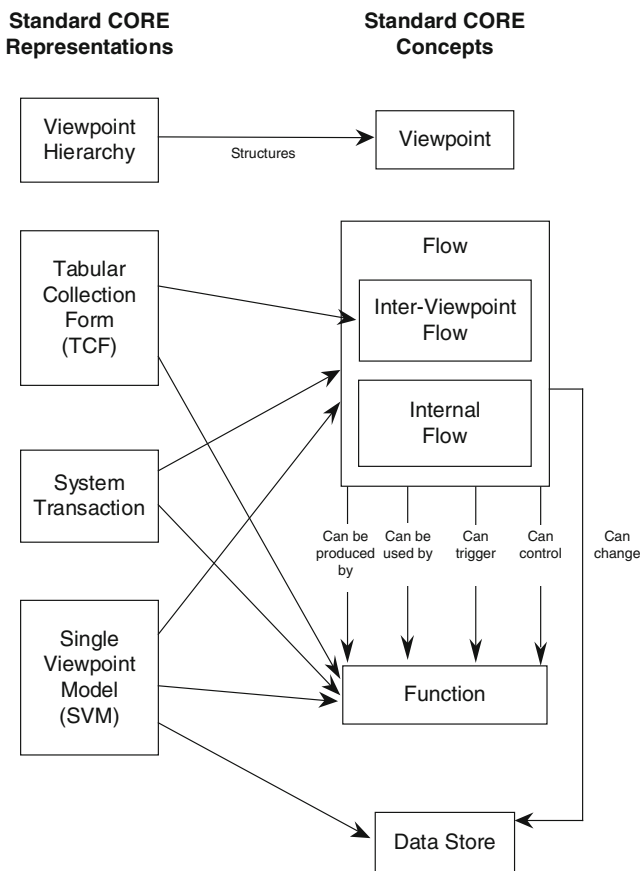 Standard CORE
Representations
Standard CORE
Concepts
Viewpoint
Hierarchy
Structures
Viewpoint
Tabular
Collection
Form
(TCF)
Flow
Inter-Viewpoint
Flow
Internal
Flow
System
Transaction
Can be
produced
by
Can be
used by
Can
trigger
Can
control
Can
change
Single
Viewpoint
Model
(SVM)
Function
Data Store